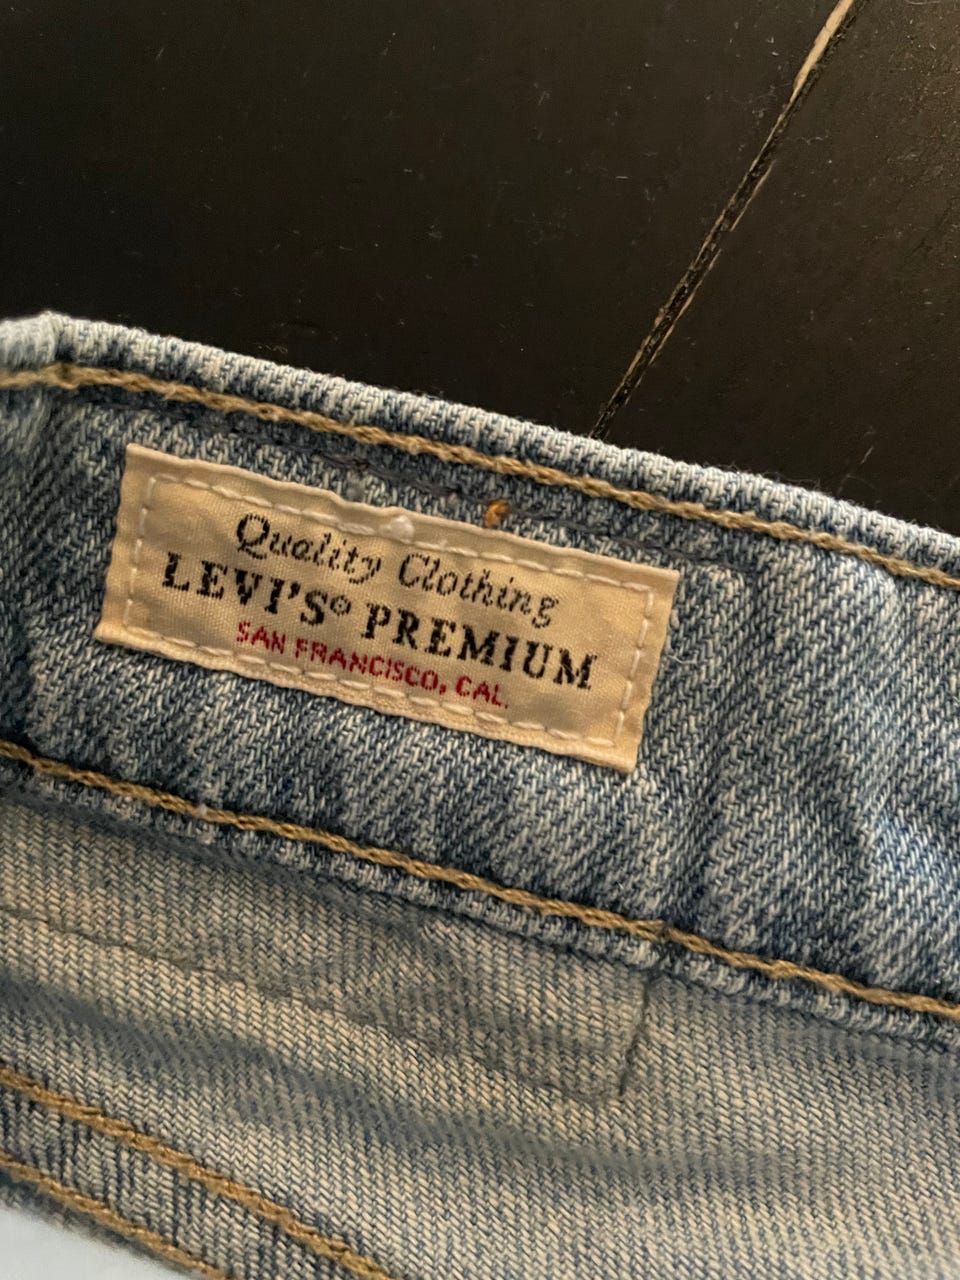 Quality Clothing
LEVI'S® PREMIUM
SAN FRANCISCO, CAL.